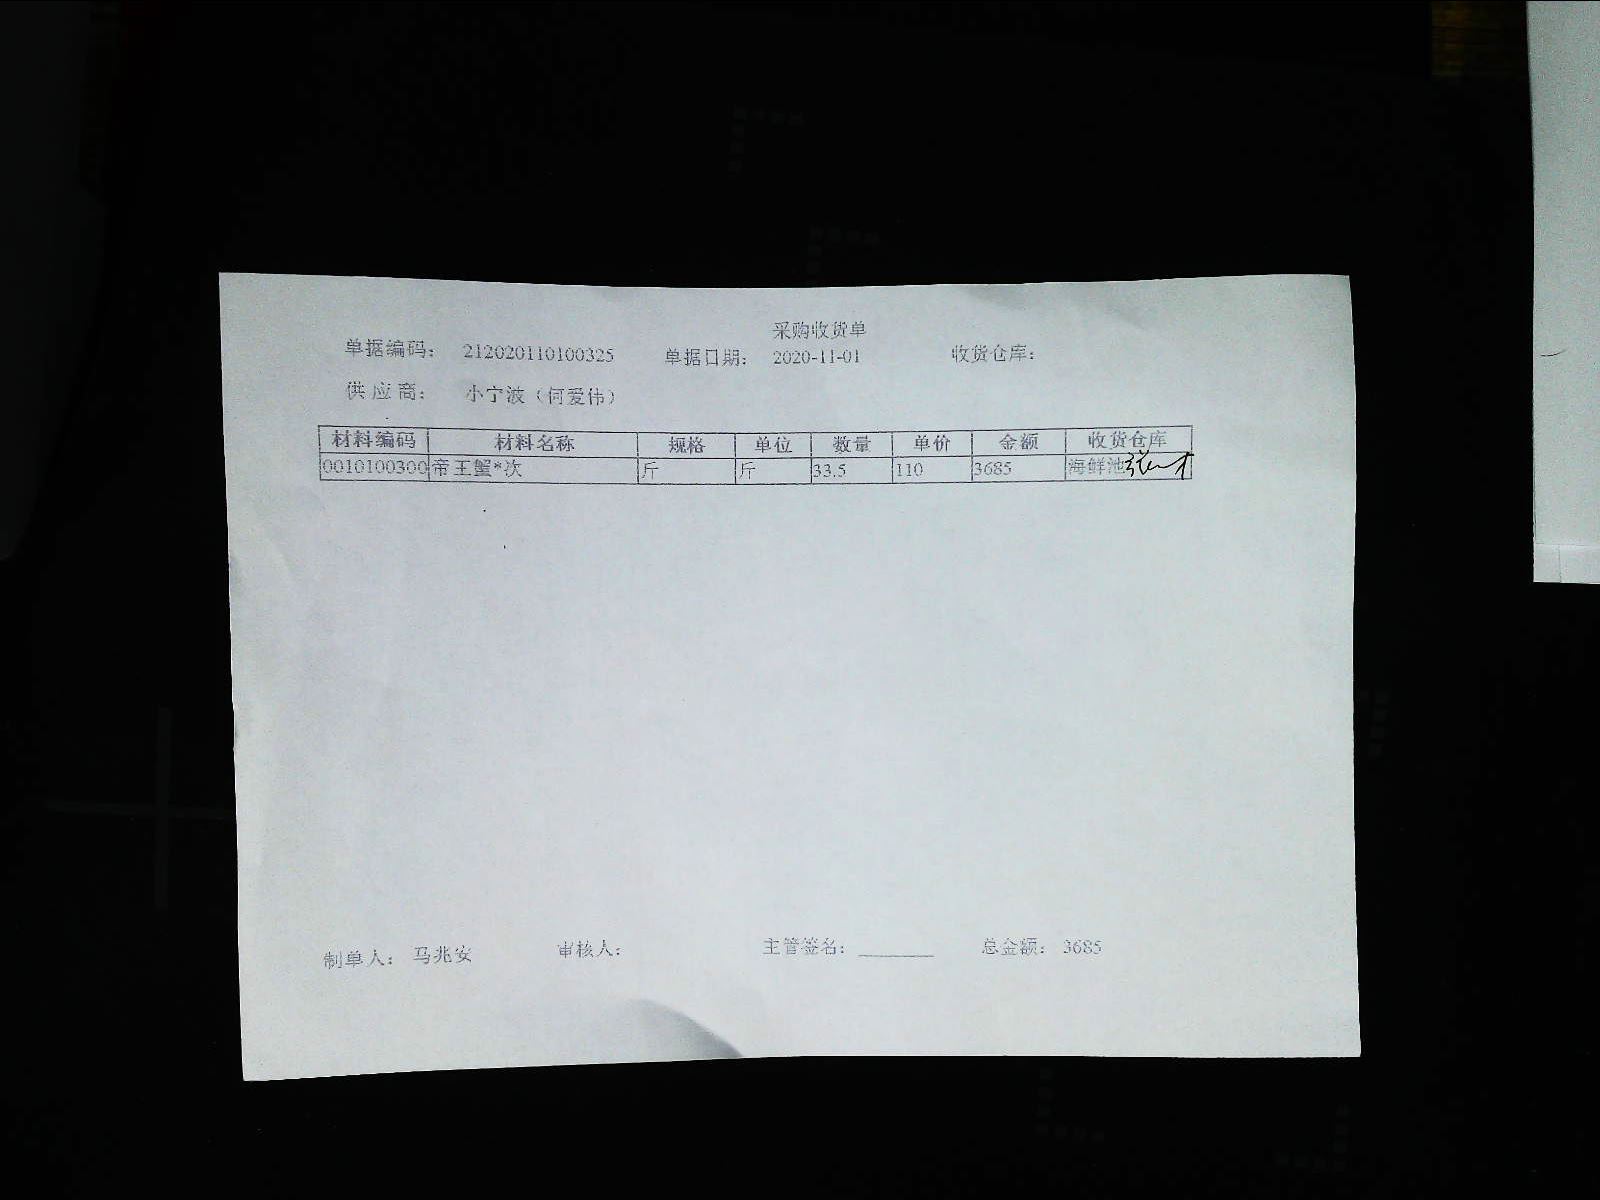 采购收货单
单据编码： 212020110100325 单据日期： 2020-11-01 收货仓库：
供 应 商： 小宁波（何爱伟）
材料编码 材料名称 规格 单位 数量 单价 金额 收货仓库
0010100300 帝王蟹*次 斤 斤 33.5 110 3685 海鲜池
制单人： 马兆安 审核人： 主管签名： ________ 总金额： 3685